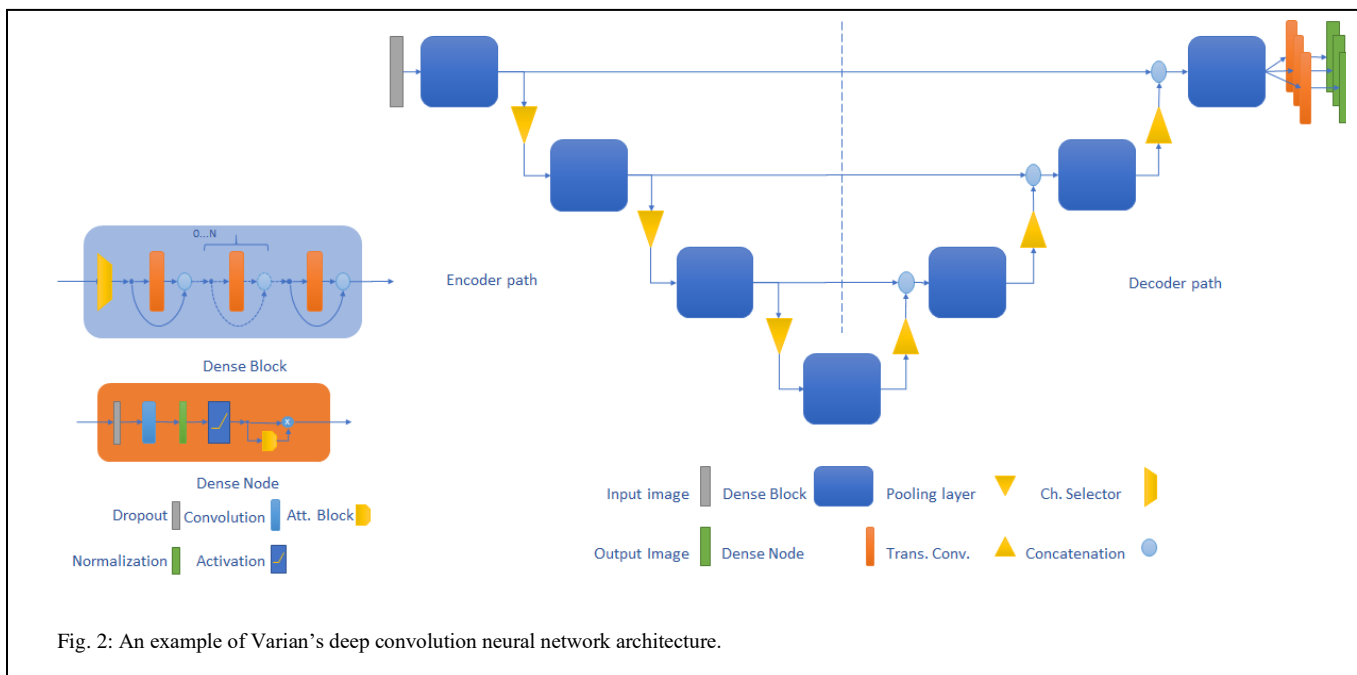 O...N
Encoder path
Decoder path
Dense Block
Dense Node
Dropout Convolution Att. Block
Normalization Activation
Input image Dense Block Pooling layer Ch. Selector
Output Image Dense Node Trans. Conv. Concatenation
x
Fig. 2: An example of Varian’s deep convolution neural network architecture.